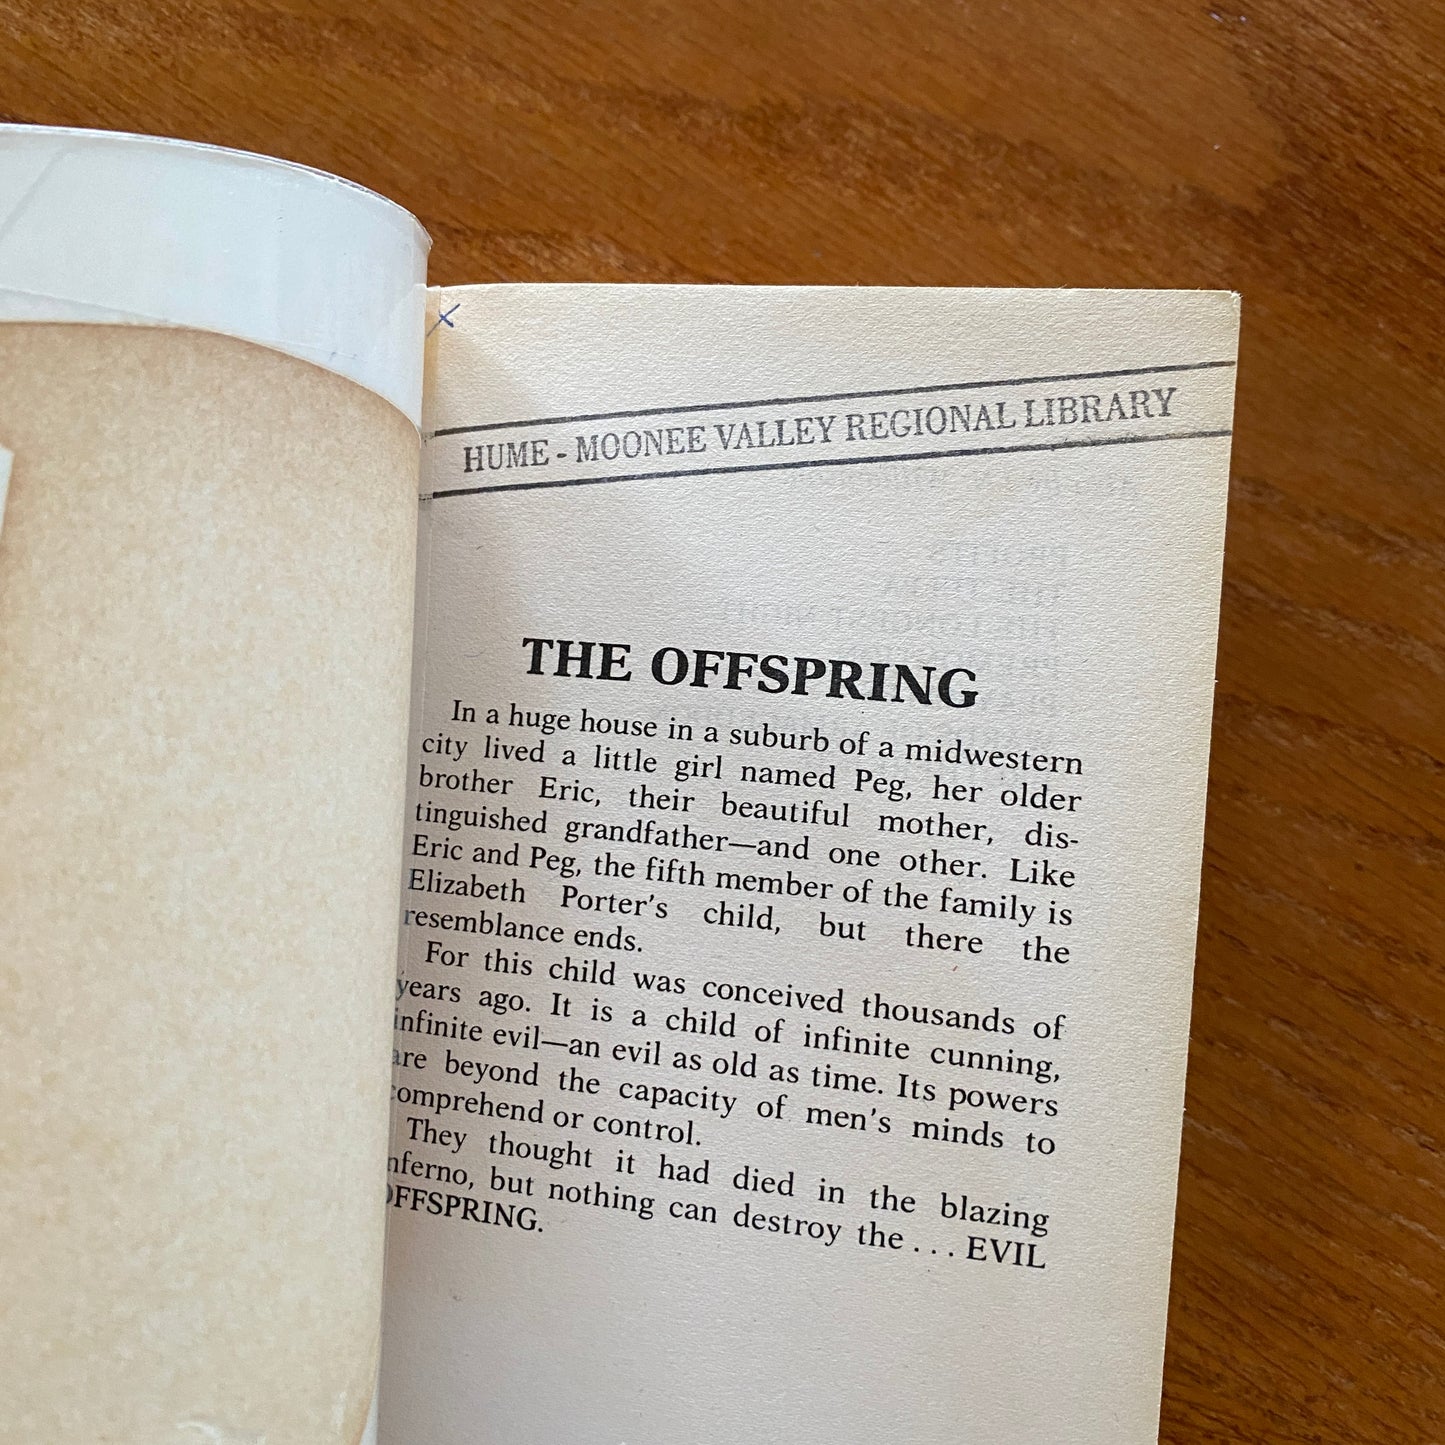 HUME - MOONEE VALLEY REGIONAL LIBRARY
THE OFFSPRING
In a huge house in a suburb of a midwestern
city lived a little girl named Peg, her older
brother Eric, their beautiful mother, dis-
tinguished grandfather—and one other. Like
Eric and Peg, the fifth member of the family is
Elizabeth Porter's child, but there the
resemblance ends.
For this child was conceived thousands of
years ago. It is a child of infinite cunning,
infinite evil—an evil as old as time. Its powers
are beyond the capacity of men's minds to
comprehend or control.
They thought it had died in the blazing
inferno, but nothing can destroy the . . . EVIL
OFFSPRING.